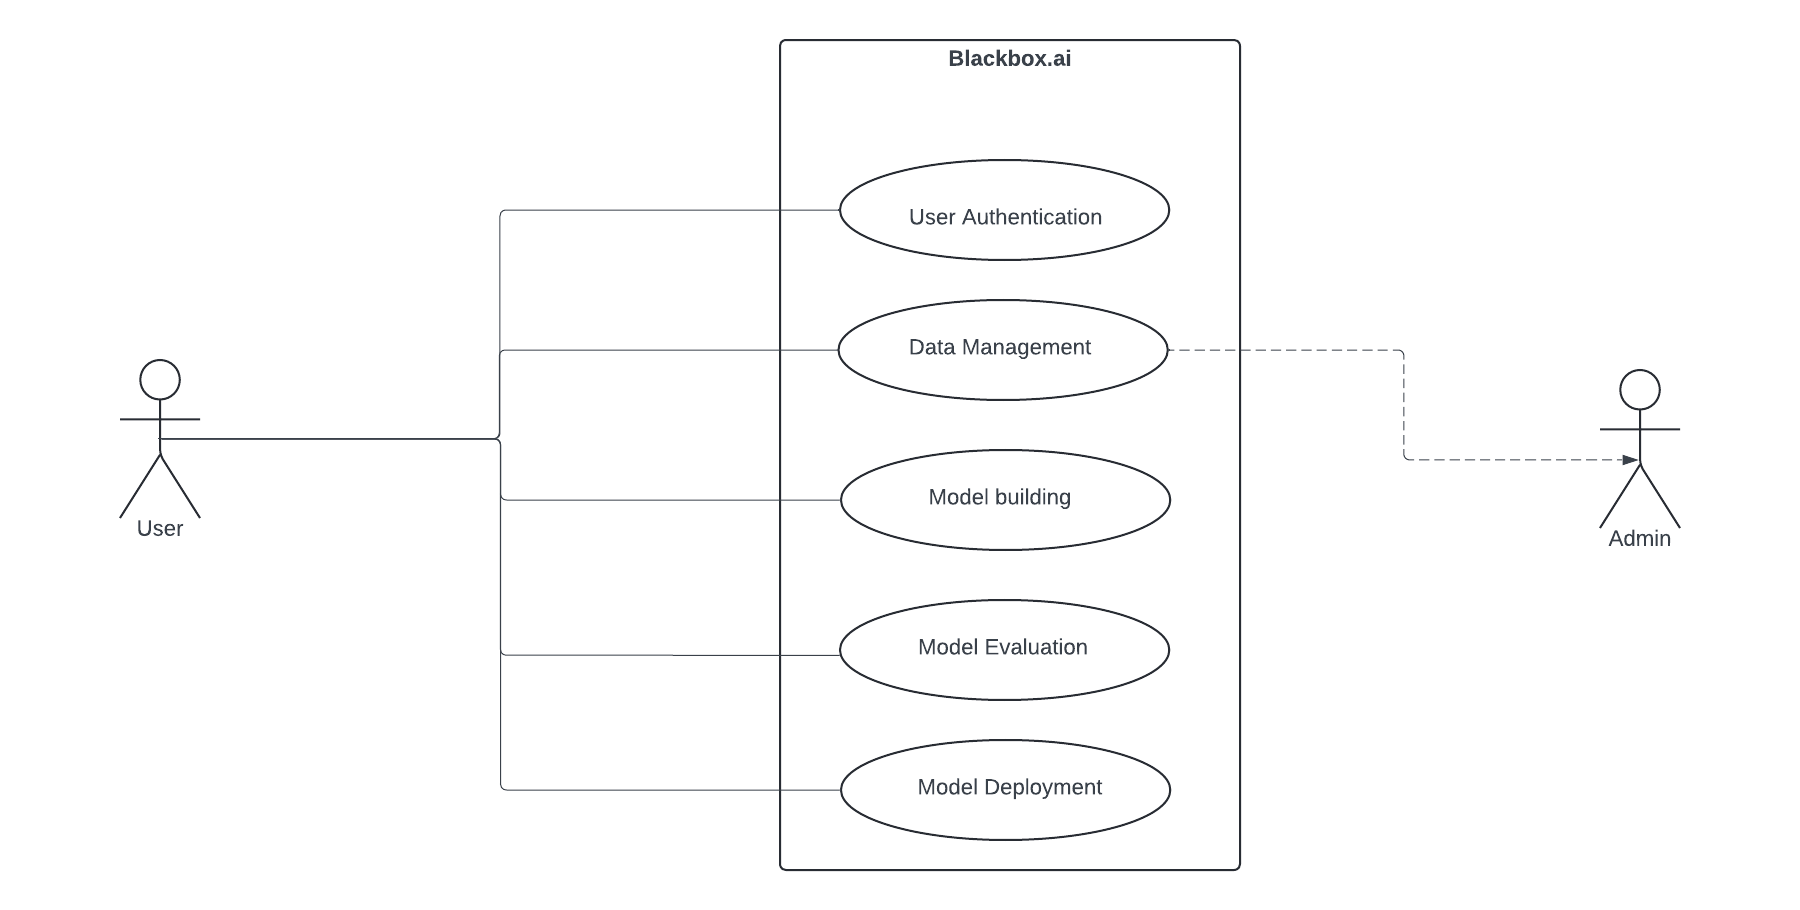 Blackbox.ai
User Authentication
Data Management
Model building
Model Evaluation
Model Deployment
User
Admin